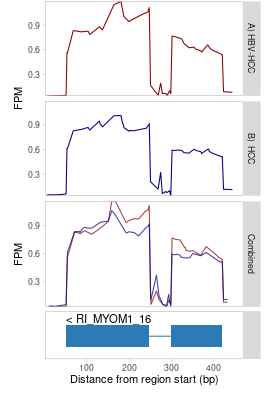 0.9
0.6
0.3
A) HBV-HCC
FPM
0.9
0.6
0.3
B) HCC
0.9
0.6
0.3
FPM
Combined
< RI_MYOM1_16
100 200 300 400
Distance from region start (bp)